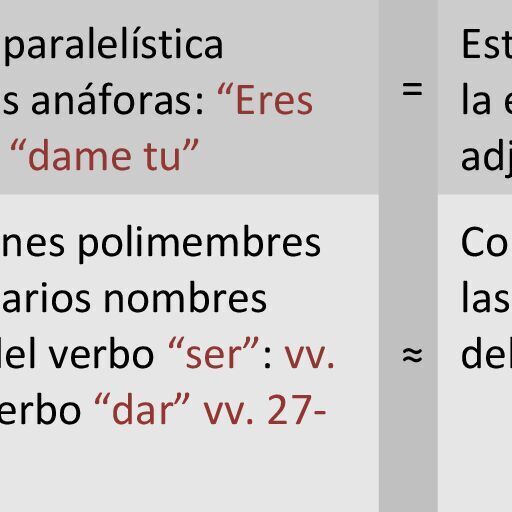 paralelística
s anáforas: “Eres
“dame tu”
=
Est
la e
adj
nes polimembres
arios nombres
del verbo “ser”: vv.
erbo “dar” vv. 27-
≈
Co
las
del